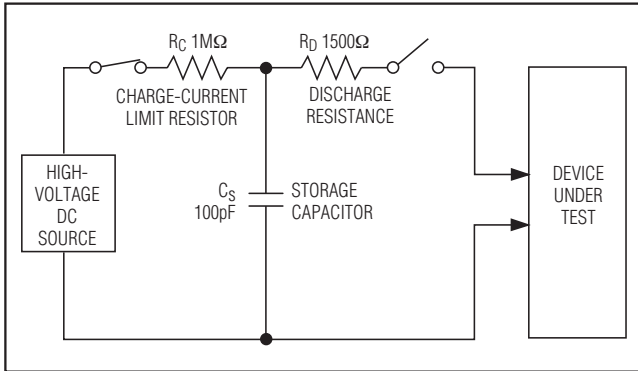 R_C 1MΩ
CHARGE-CURRENT
LIMIT RESISTOR
R_D 1500Ω
DISCHARGE
RESISTANCE
HIGH-
VOLTAGE
DC
SOURCE
C_S
100pF
STORAGE
CAPACITOR
DEVICE
UNDER
TEST